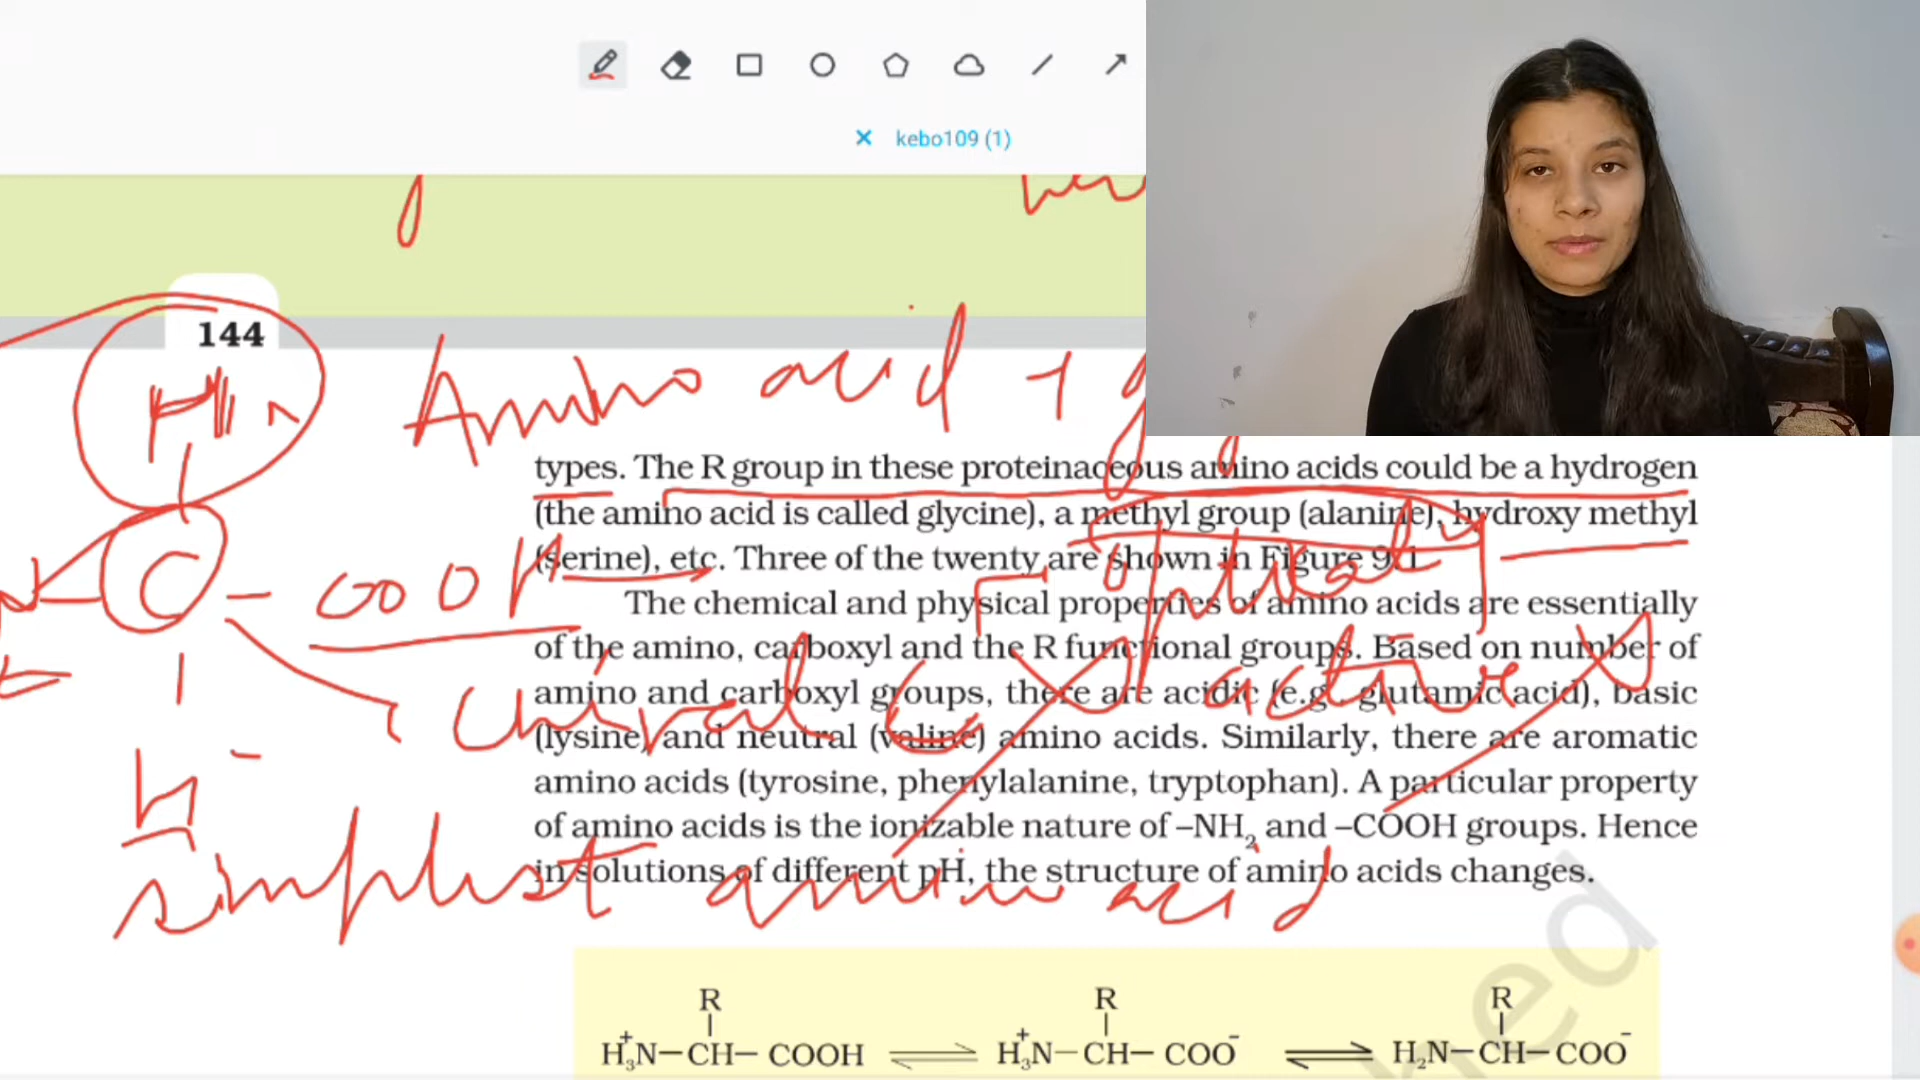 kebo109 (1)
144
Amino acid +
types. The R group in these proteinaceous amino acids could be a hydrogen
(the amino acid is called glycine), a methyl group (alanine), hydroxy methyl
(serine), etc. Three of the twenty are shown in Figure 9.1
optically
C - COOH
The chemical and physical properties of amino acids are essentially
of the amino, carboxyl and the R functional groups. Based on number of
amino and carboxyl groups, there are acidic (e.g., glutamic acid), basic
chiral C active
(lysine) and neutral (valine) amino acids. Similarly, there are aromatic
H
amino acids (tyrosine, phenylalanine, tryptophan). A particular property
of amino acids is the ionizable nature of –NH2 and –COOH groups. Hence
in solutions of different pH, the structure of amino acids changes.
simplest amino acid
R R R
H3+N–CH–COOH ⇌ H3+N–CH–COO- ⇌ H2N–CH–COO-